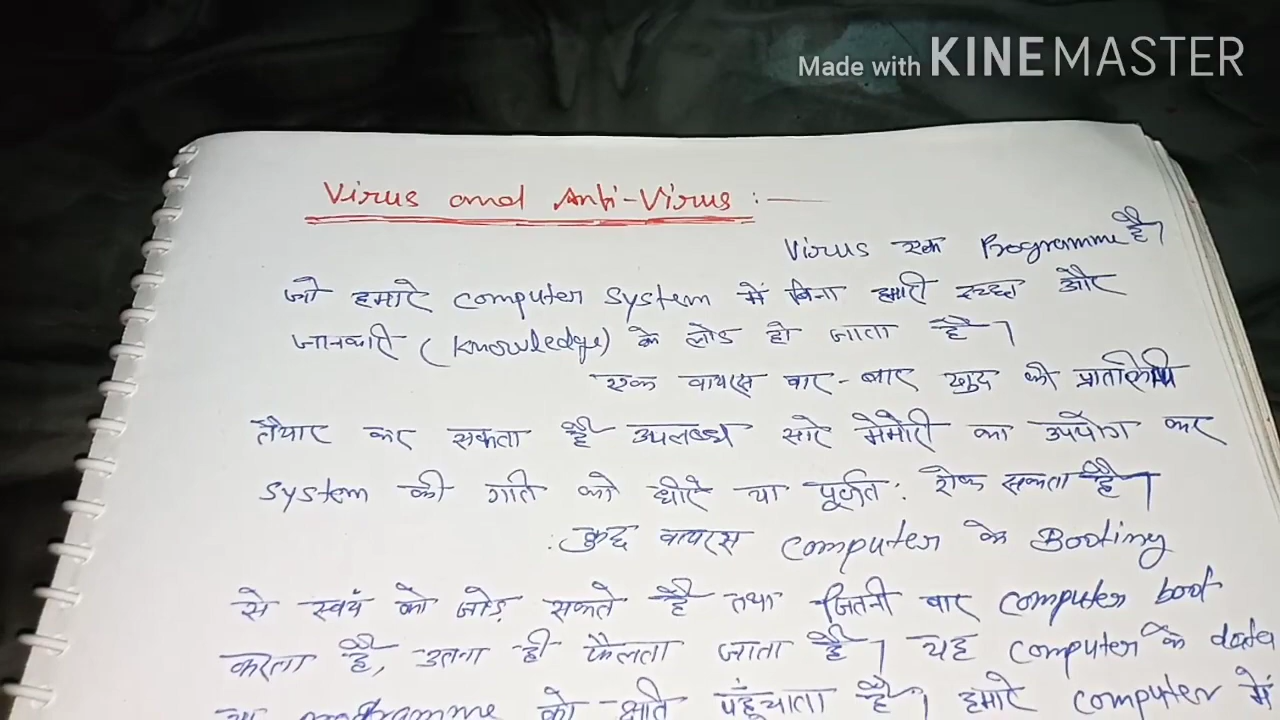 Made with KINEMASTER
Virus and Anti-Virus :—
Virus एक Programme है।
जो हमारे computer system में बिना हमारी इच्छा और
जानकारी (knowledge) के लोड हो जाता है।
एक वायरस बार-बार खुद की प्रतिलिपि
तैयार कर सकता है उपलब्ध सारे मेमोरी का उपयोग कर
system की गति को धीरे या पूर्णत: रोक सकता है।
कुछ वायरस computer के Booting
से स्वयं को जोड़ सकते है तथा जितनी बार computer boot
करता है, उतना ही फैलता जाता है। यह computer के data
या programme को क्षति पहुँचाता है। हमारे computer में